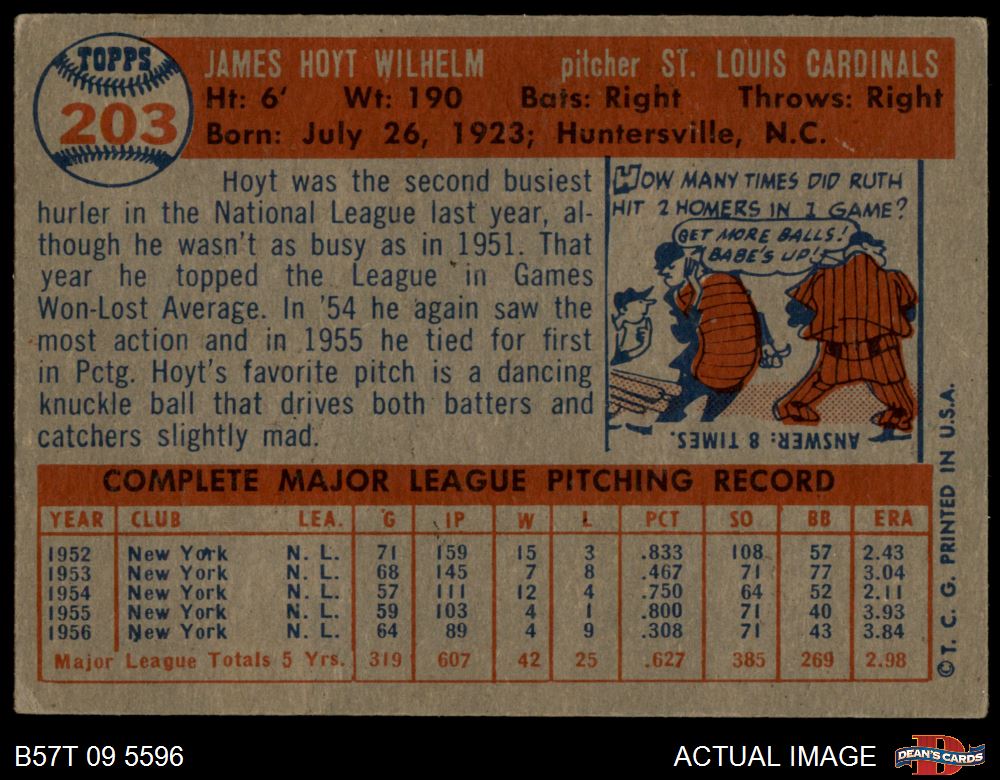 TOPPS
203
JAMES HOYT WILHELM pitcher ST. LOUIS CARDINALS
Ht: 6' Wt: 190 Bats: Right Throws: Right
Born: July 26, 1923; Huntersville, N.C.
Hoyt was the second busiest
hurler in the National League last year, al-
though he wasn't as busy as in 1951. That
year he topped the League in Games
Won-Lost Average. In '54 he again saw the
most action and in 1955 he tied for first
in Pctg. Hoyt's favorite pitch is a dancing
knuckle ball that drives both batters and
catchers slightly mad.
HOW MANY TIMES DID RUTH
HIT 2 HOMERS IN 1 GAME?
GET MORE BALLS!
BABE'S UP!
ANSWER: 8 TIMES.
COMPLETE MAJOR LEAGUE PITCHING RECORD
YEAR CLUB LEA. G IP W L PCT SO BB ERA
1952 New York N. L. 71 159 15 3 .833 108 57 2.43
1953 New York N. L. 68 145 7 8 .467 71 77 3.04
1954 New York N. L. 57 111 12 4 .750 64 52 2.11
1955 New York N. L. 59 103 4 1 .800 71 40 3.93
1956 New York N. L. 64 89 4 9 .308 71 43 3.84
Major League Totals 5 Yrs. 319 607 42 25 .627 385 269 2.98
©T. C. G. PRINTED IN U.S.A.
B57T 09 5596
ACTUAL IMAGE
D
DEAN'S CARDS